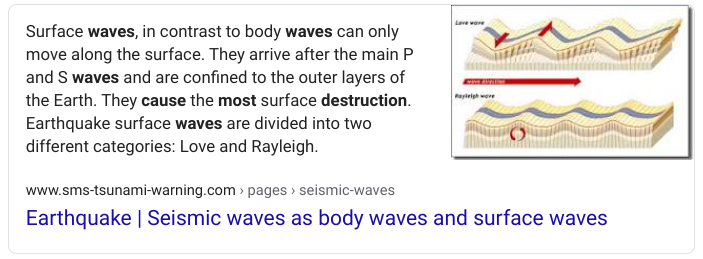 Surface waves, in contrast to body waves can only
move along the surface. They arrive after the main P
and S waves and are confined to the outer layers of
the Earth. They cause the most surface destruction.
Earthquake surface waves are divided into two
different categories: Love and Rayleigh.
Love wave
wave direction
Rayleigh wave
www.sms-tsunami-warning.com › pages › seismic-waves
Earthquake | Seismic waves as body waves and surface waves